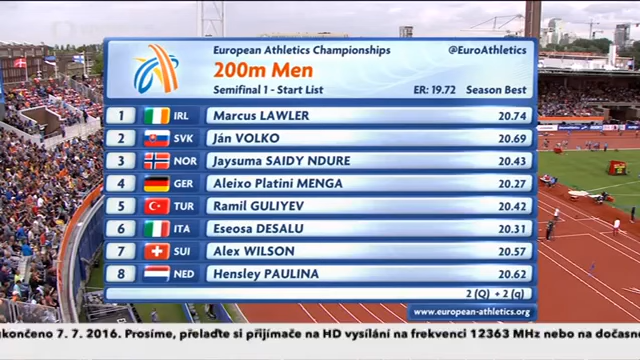 European Athletics Championships @EuroAthletics
200m Men
Semifinal 1 - Start List ER: 19.72 Season Best
1 IRL Marcus LAWLER 20.74
2 SVK Ján VOLKO 20.69
3 NOR Jaysuma SAIDY NDURE 20.43
4 GER Aleixo Platini MENGA 20.27
5 TUR Ramil GULIYEV 20.42
6 ITA Eseosa DESALU 20.31
7 SUI Alex WILSON 20.57
8 NED Hensley PAULINA 20.62
2 (Q) + 2 (q)
www.european-athletics.org
končeno 7. 7. 2016. Prosíme, přelaďte si přijímače na HD vysílání na frekvenci 12363 MHz nebo na dočasno